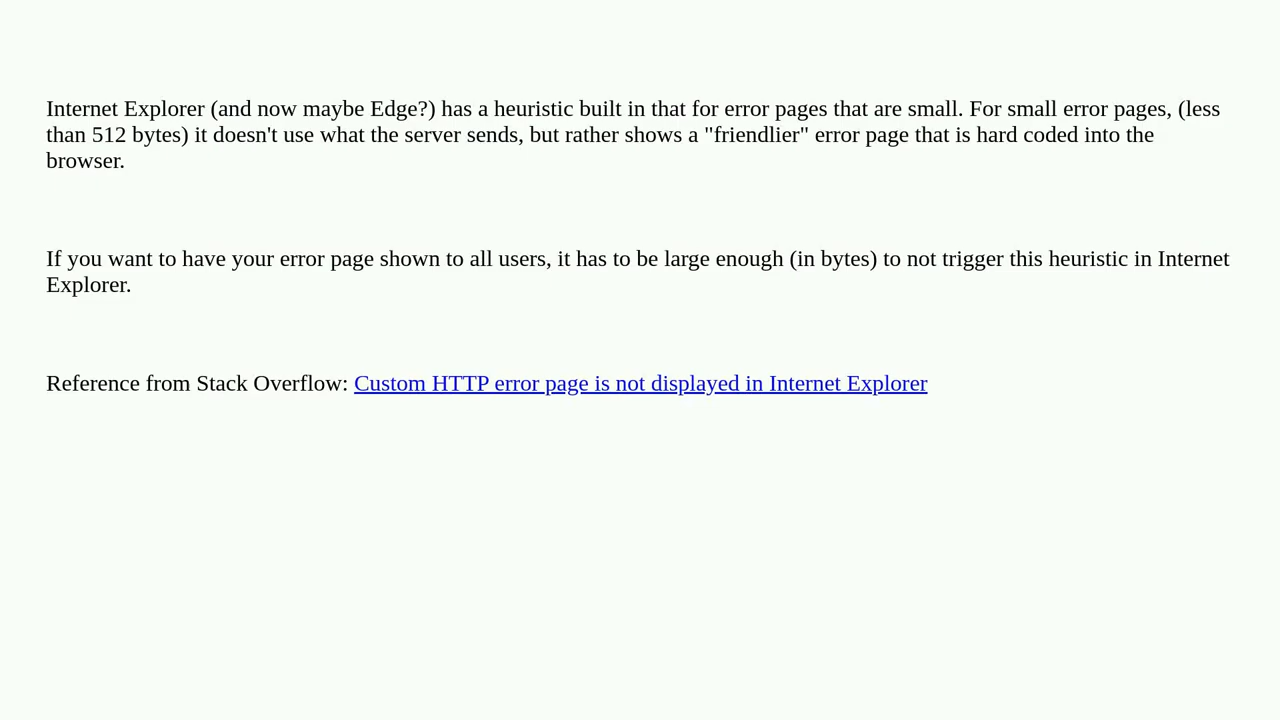 Internet Explorer (and now maybe Edge?) has a heuristic built in that for error pages that are small. For small error pages, (less
than 512 bytes) it doesn't use what the server sends, but rather shows a "friendlier" error page that is hard coded into the
browser.
If you want to have your error page shown to all users, it has to be large enough (in bytes) to not trigger this heuristic in Internet
Explorer.
Reference from Stack Overflow: Custom HTTP error page is not displayed in Internet Explorer